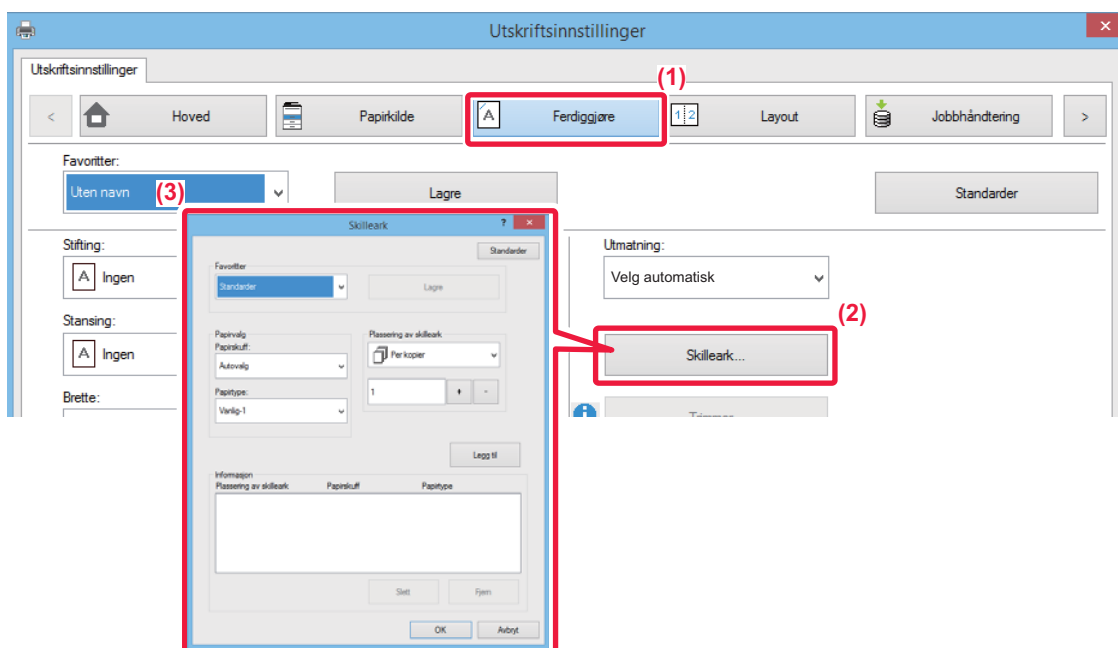 Utskriftsinnstillinger
Utskriftsinnstillinger
(1)
< Hoved Papirkilde A Ferdiggjøre 1 2 Layout Jobbhåndtering >
Favoritter:
Uten navn (3) Lagre Standarder
Stifting:
A Ingen
Stansing:
A Ingen
Brette:
Skilleark ?
Standarder
Favoritter
Standarder Lagre
Papirvalg
Papirskuff:
Autovalg
Papirtype:
Vanlig-1
Plassering av skilleark
Per kopier
1 + -
Legg til
Informasjon
Plassering av skilleark Papirskuff Papirtype
Slett Fjern
OK Avbryt
Utmatning:
Velg automatisk
(2)
Skilleark...